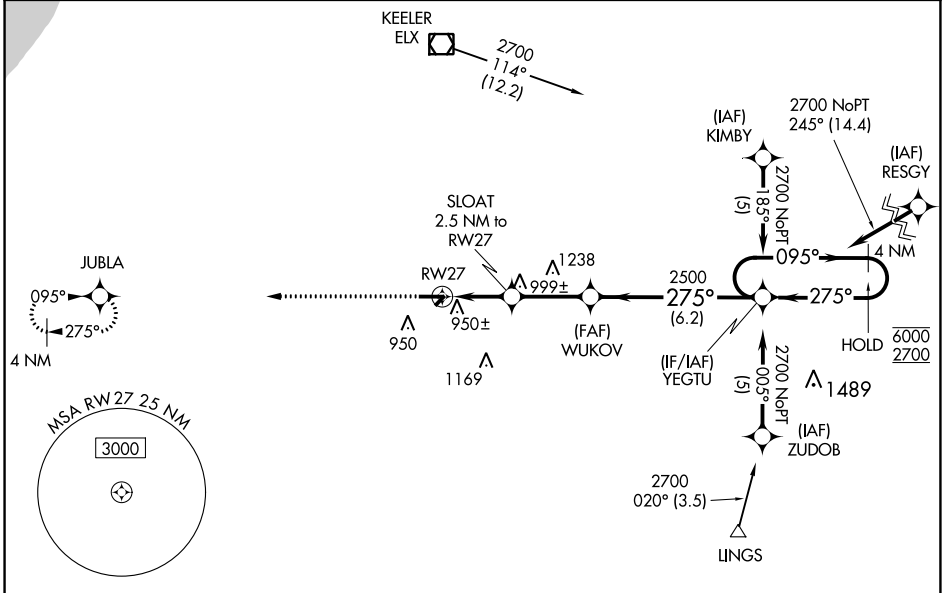 KEELER
ELX
2700
114°
(12.2)
(IAF)
KIMBY
2700 NoPT
185°
(5)
2700 NoPT
245° (14.4)
(IAF)
RESGY
4 NM
095°
275°
HOLD
6000
2700
SLOAT
2.5 NM to
RW27
RW27
1238
999±
950±
950
1169
(FAF)
WUKOV
2500
275°
(6.2)
(IF/IAF)
YEGTU
2700 NoPT
005°
(5)
1489
(IAF)
ZUDOB
2700
020° (3.5)
LINGS
JUBLA
095°
275°
4 NM
MSA RW27 25 NM
3000